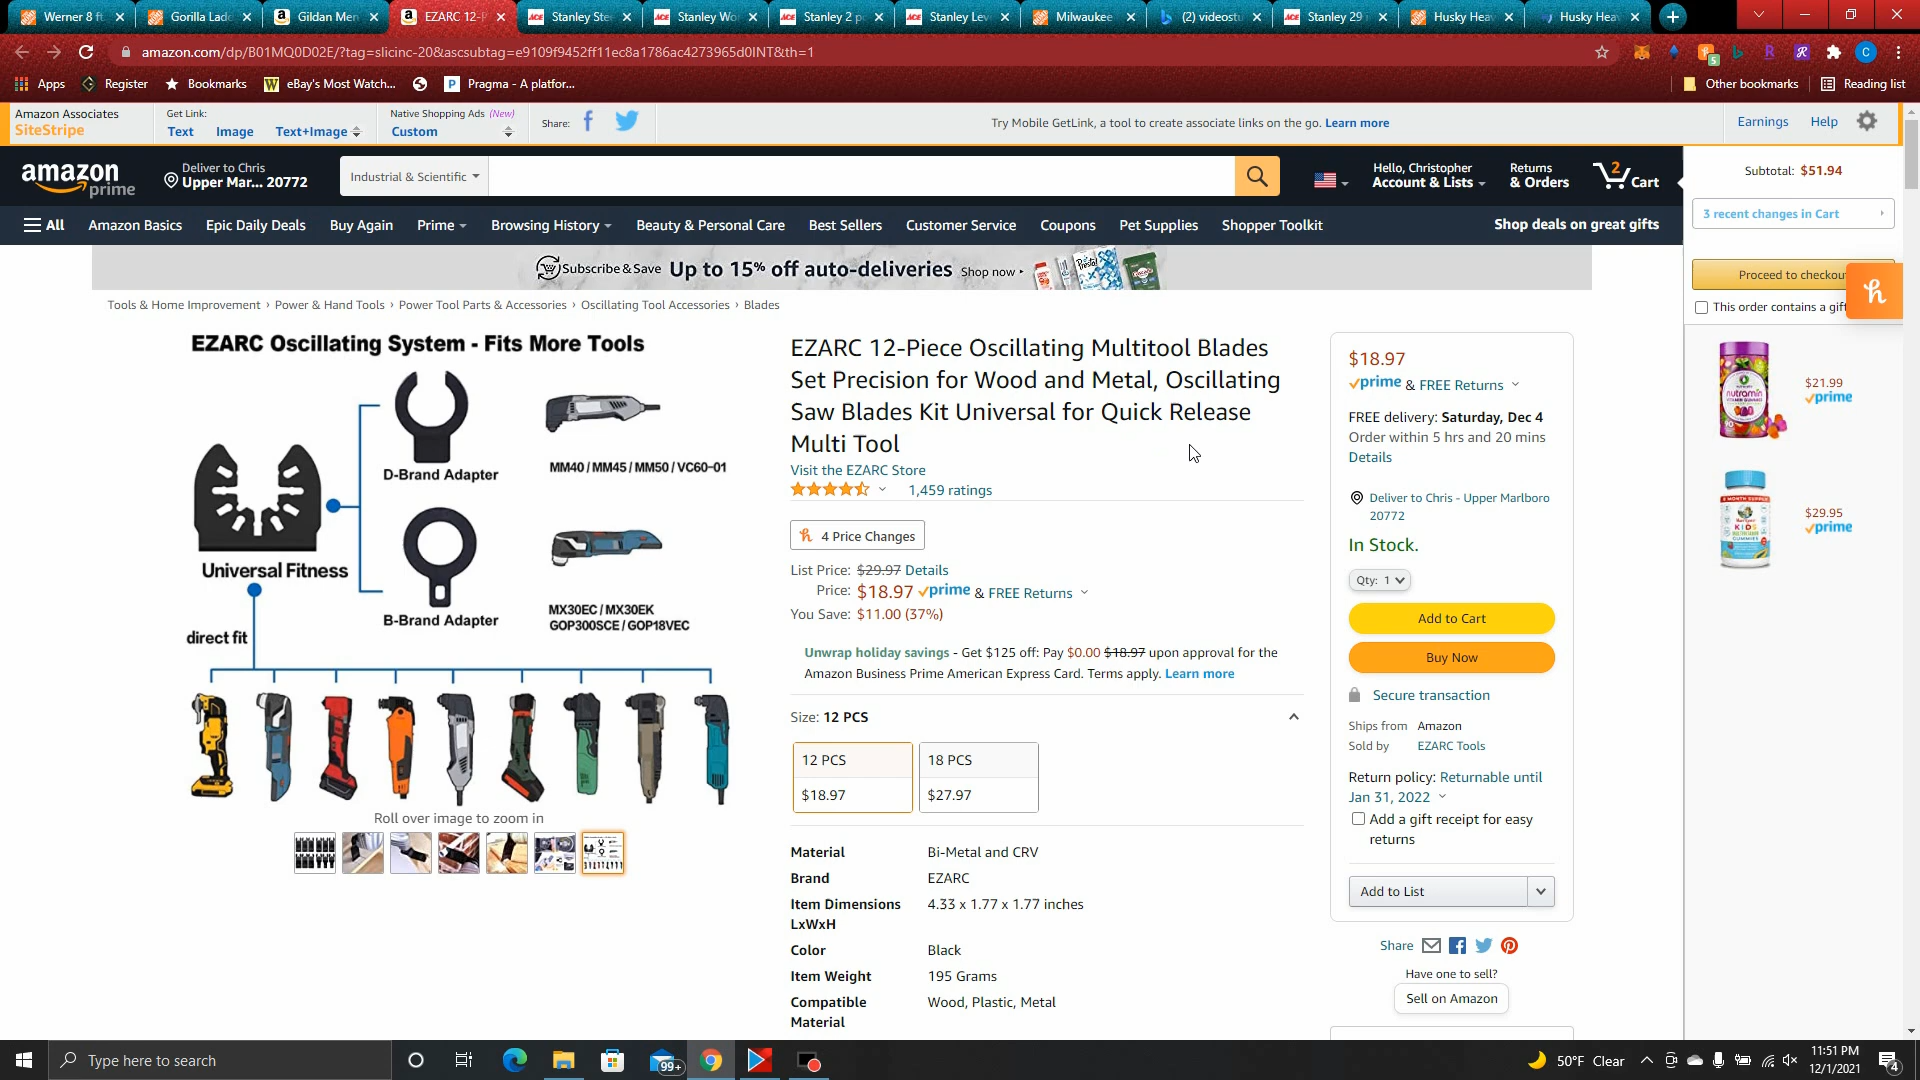 Werner 8 ft
Gorilla Lad
Gildan Men
EZARC 12-P
Stanley Ste
Stanley Wo
Stanley 2 p
Stanley Lev
Milwaukee
(2) videostu
Stanley 29 i
Husky Hea
Husky Hea
amazon.com/dp/B01MQ0D02E/?tag=slicinc-20&ascsubtag=e9109f9452ff11ec8a1786ac4273965d0INT&th=1
Apps
Register
Bookmarks
eBay's Most Watch...
Pragma - A platfor...
Other bookmarks
Reading list
Amazon Associates
SiteStripe
Get Link:
Text
Image
Text+Image
Native Shopping Ads (New)
Custom
Share:
Try Mobile GetLink, a tool to create associate links on the go. Learn more
Earnings
Help
amazon
prime
Deliver to Chris
Upper Mar... 20772
Industrial & Scientific
Hello, Christopher
Account & Lists
Returns
& Orders
2
Cart
Subtotal: $51.94
3 recent changes in Cart
Proceed to checkou
This order contains a gif
All
Amazon Basics
Epic Daily Deals
Buy Again
Prime
Browsing History
Beauty & Personal Care
Best Sellers
Customer Service
Coupons
Pet Supplies
Shopper Toolkit
Shop deals on great gifts
Subscribe & Save Up to 15% off auto-deliveries Shop now
Tools & Home Improvement › Power & Hand Tools › Power Tool Parts & Accessories › Oscillating Tool Accessories › Blades
EZARC Oscillating System - Fits More Tools
D-Brand Adapter
MM40 / MM45 / MM50 / VC60-01
Universal Fitness
B-Brand Adapter
MX30EC / MX30EK
GOP300SCE / GOP18VEC
direct fit
Roll over image to zoom in
EZARC 12-Piece Oscillating Multitool Blades
Set Precision for Wood and Metal, Oscillating
Saw Blades Kit Universal for Quick Release
Multi Tool
Visit the EZARC Store
1,459 ratings
4 Price Changes
List Price: $29.97 Details
Price: $18.97 prime & FREE Returns
You Save: $11.00 (37%)
Unwrap holiday savings - Get $125 off: Pay $0.00 $18.97 upon approval for the
Amazon Business Prime American Express Card. Terms apply. Learn more
Size: 12 PCS
12 PCS
$18.97
18 PCS
$27.97
Material Bi-Metal and CRV
Brand EZARC
Item Dimensions 4.33 x 1.77 x 1.77 inches
LxWxH
Color Black
Item Weight 195 Grams
Compatible Wood, Plastic, Metal
Material
$18.97
prime & FREE Returns
FREE delivery: Saturday, Dec 4
Order within 5 hrs and 20 mins
Details
Deliver to Chris - Upper Marlboro
20772
In Stock.
Qty: 1
Add to Cart
Buy Now
Secure transaction
Ships from Amazon
Sold by EZARC Tools
Return policy: Returnable until
Jan 31, 2022
Add a gift receipt for easy
returns
Add to List
Share
Have one to sell?
Sell on Amazon
nutramin
$21.99
prime
KIDS
$29.95
prime
Type here to search
99+
50°F Clear
11:51 PM
12/1/2021
4